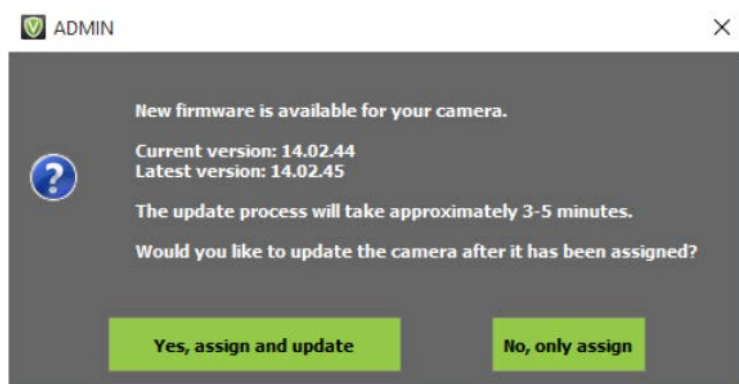 ADMIN
New firmware is available for your camera.
Current version: 14.02.44
Latest version: 14.02.45
The update process will take approximately 3-5 minutes.
Would you like to update the camera after it has been assigned?
Yes, assign and update
No, only assign